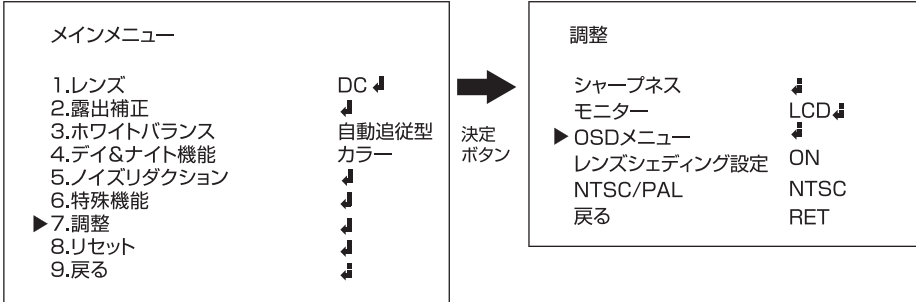 メインメニュー
1.レンズ DC
2.露出補正
3.ホワイトバランス 自動追従型
4.デイ&ナイト機能 カラー
5.ノイズリダクション
6.特殊機能
▶7.調整
8.リセット
9.戻る
決定
ボタン
調整
シャープネス
モニター LCD
▶OSDメニュー
レンズシェディング設定 ON
NTSC/PAL NTSC
戻る RET